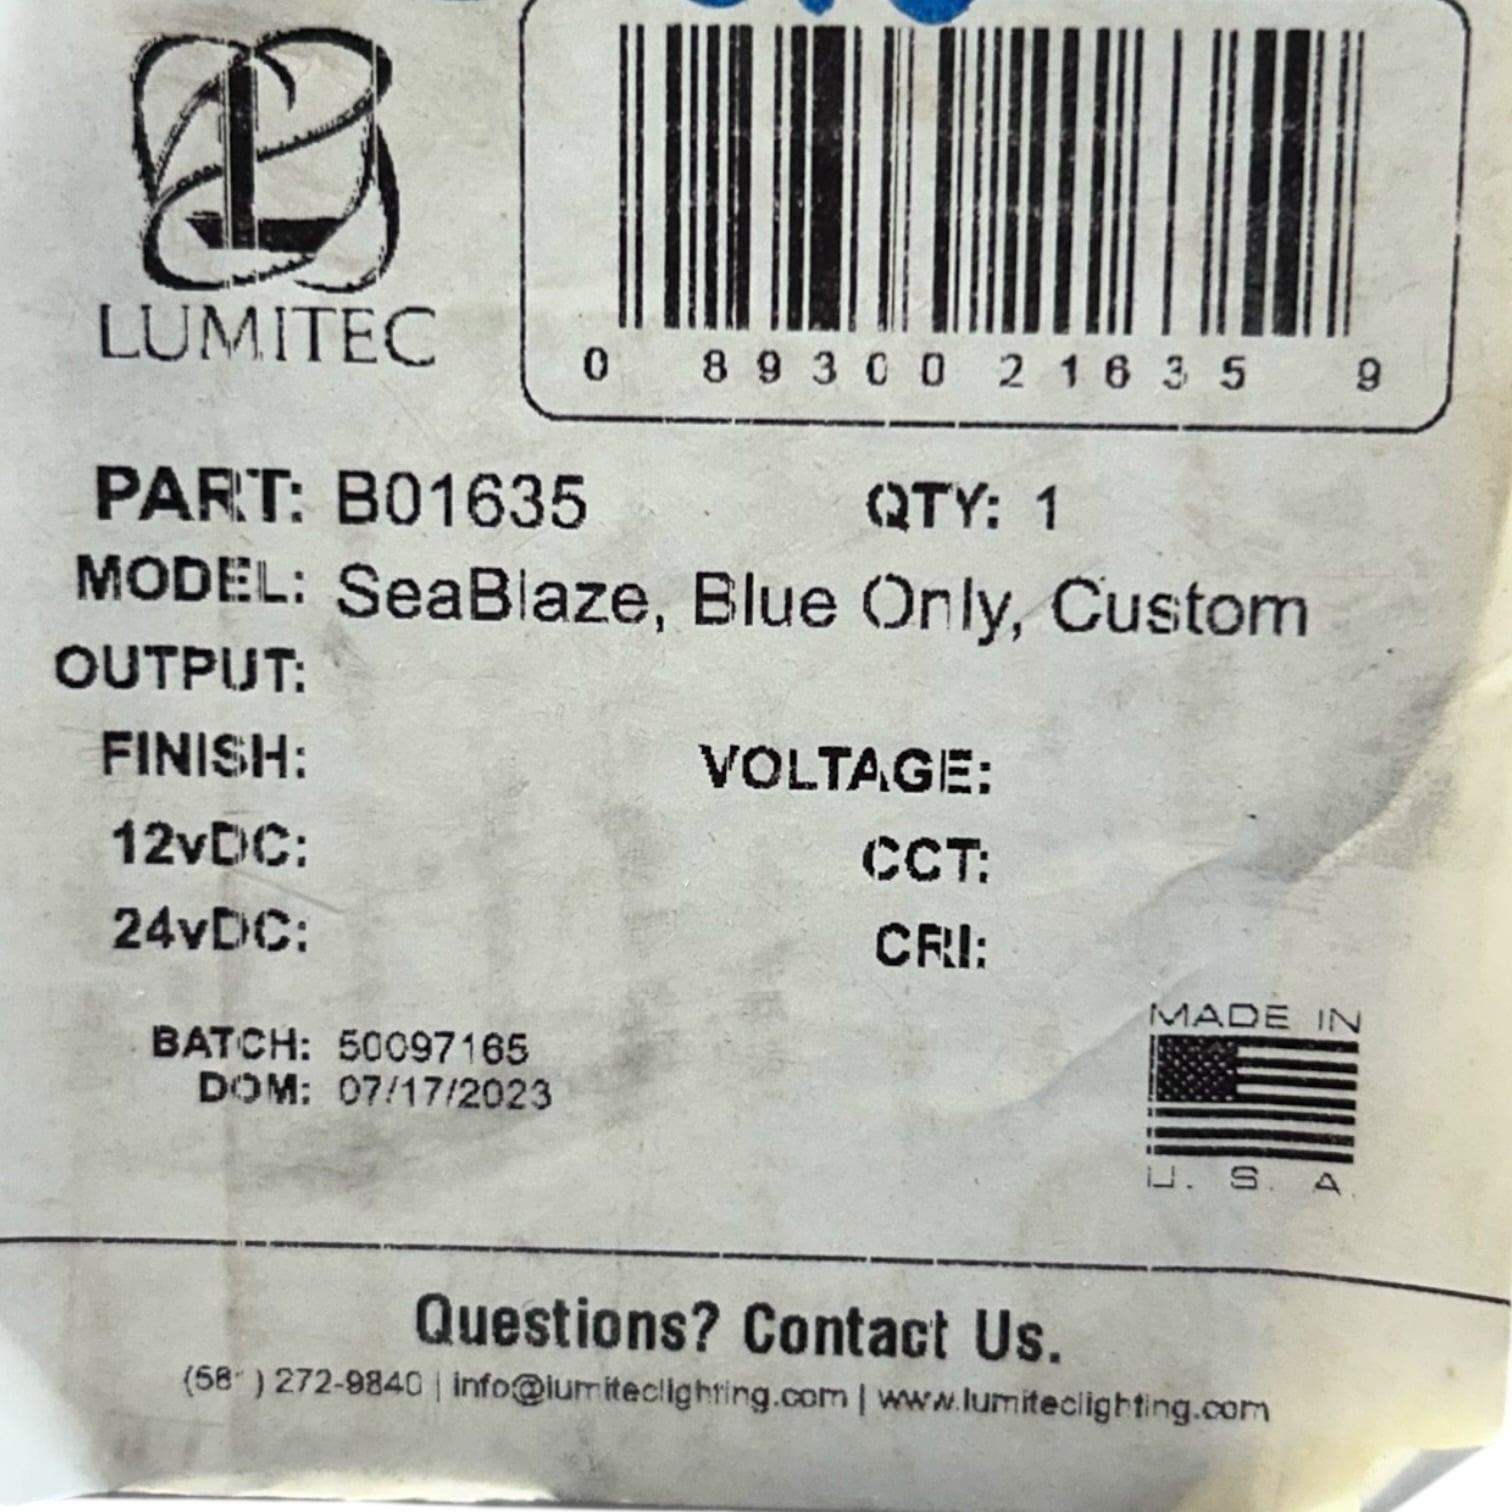 LUMITEC
0 89300 21635 9
PART: B01635 QTY: 1
MODEL: SeaBlaze, Blue Only, Custom
OUTPUT:
FINISH: VOLTAGE:
12vDC: CCT:
24vDC: CRI:
BATCH: 50097165
DOM: 07/17/2023
MADE IN
U. S. A.
Questions? Contact Us.
272-9840 | info@lumiteclighting.com | www.lumiteclighting.com